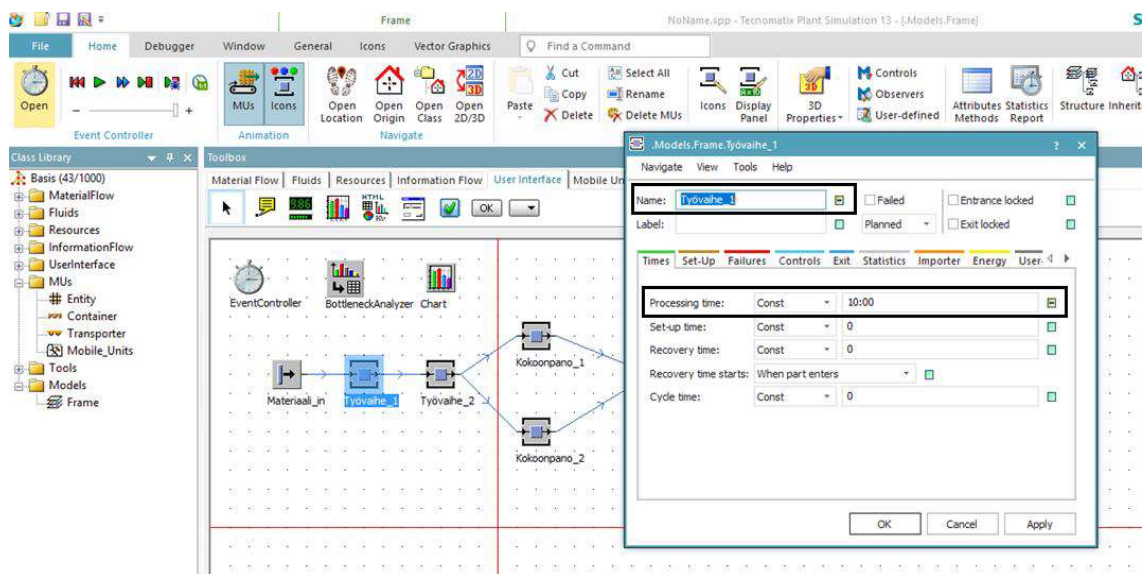 Frame
NoName.spp - Tecnomatix Plant Simulation 13 - [.Models.Frame]
File Home Debugger Window General Icons Vector Graphics Find a Command
Open
Event Controller
MUs Icons
Animation
Open Location
Open Origin
Open Class
Open 2D/3D
Navigate
Paste
Cut
Copy
Delete
Select All
Rename
Delete MUs
Icons
Display Panel
3D Properties
Controls
Observers
User-defined
Attributes Methods
Statistics Report
Structure
Class Library
Toolbox
Basis (43/1000)
MaterialFlow
Fluids
Resources
InformationFlow
UserInterface
MUs
Entity
Container
Transporter
Mobile_Units
Tools
Models
Frame
Material Flow Fluids Resources Information Flow User Interface
HTML
OK
EventController BottleneckAnalyzer Chart
Materiaali_in Työvaihe_1 Työvaihe_2
Kokoonpano_1
Kokoonpano_2
.Models.Frame.Työvaihe_1 ? ×
Navigate View Tools Help
Name: Työvaihe_1 Failed Entrance locked
Label: Planned Exit locked
Times Set-Up Failures Controls Exit Statistics Importer Energy User-
Processing time: Const 10:00
Set-up time: Const 0
Recovery time: Const 0
Recovery time starts: When part enters
Cycle time: Const 0
OK Cancel Apply